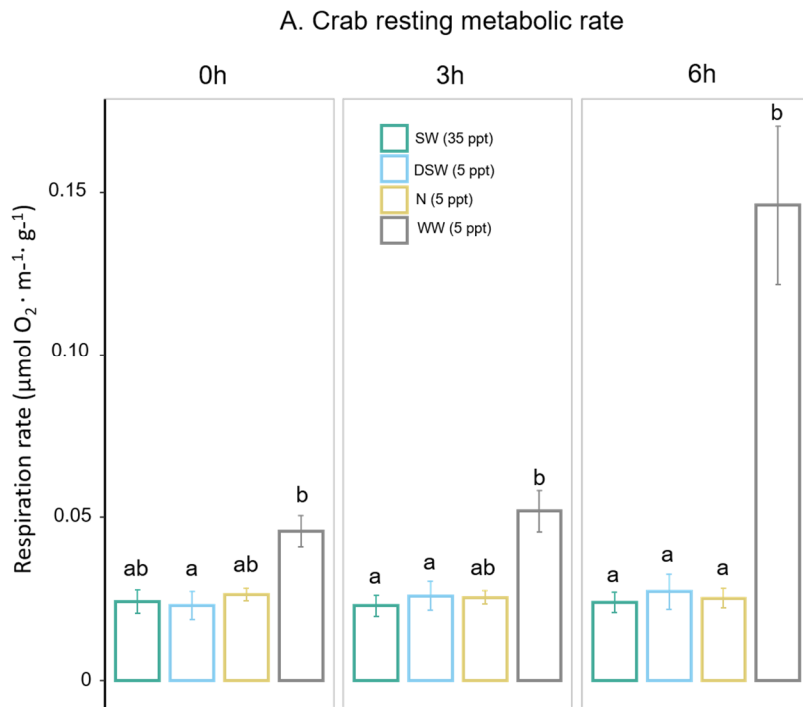 A. Crab resting metabolic rate
0h 3h 6h
SW (35 ppt)
DSW (5 ppt)
N (5 ppt)
WW (5 ppt)
Respiration rate (µmol O₂ · m⁻¹· g⁻¹)
0.15
0.10
0.05
0
ab a ab b
a a ab b
a a a b